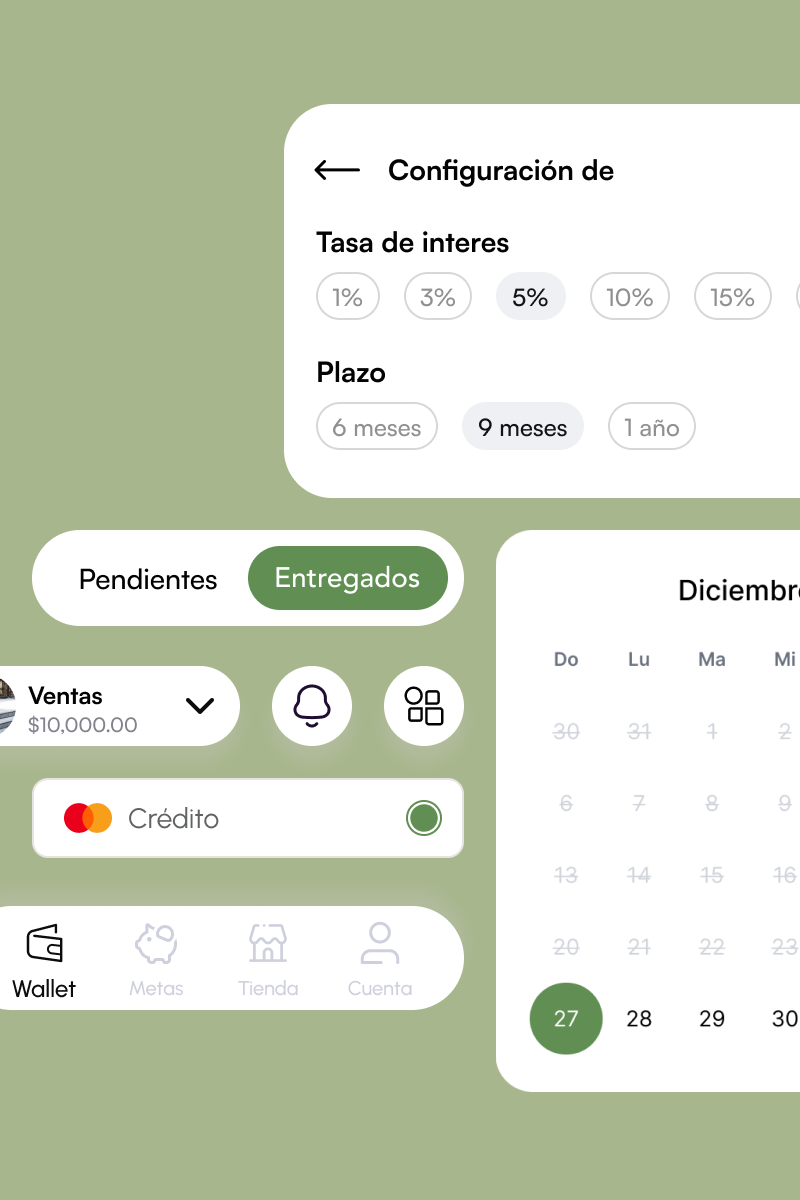 Configuración de
Tasa de interes
1% 3% 5% 10% 15%
Plazo
6 meses 9 meses 1 año
Pendientes Entregados
Ventas
$10,000.00
Crédito
Wallet Metas Tienda Cuenta
Diciembre
Do Lu Ma Mi
30 31 1 2
6 7 8 9
13 14 15 16
20 21 22 23
27 28 29 30